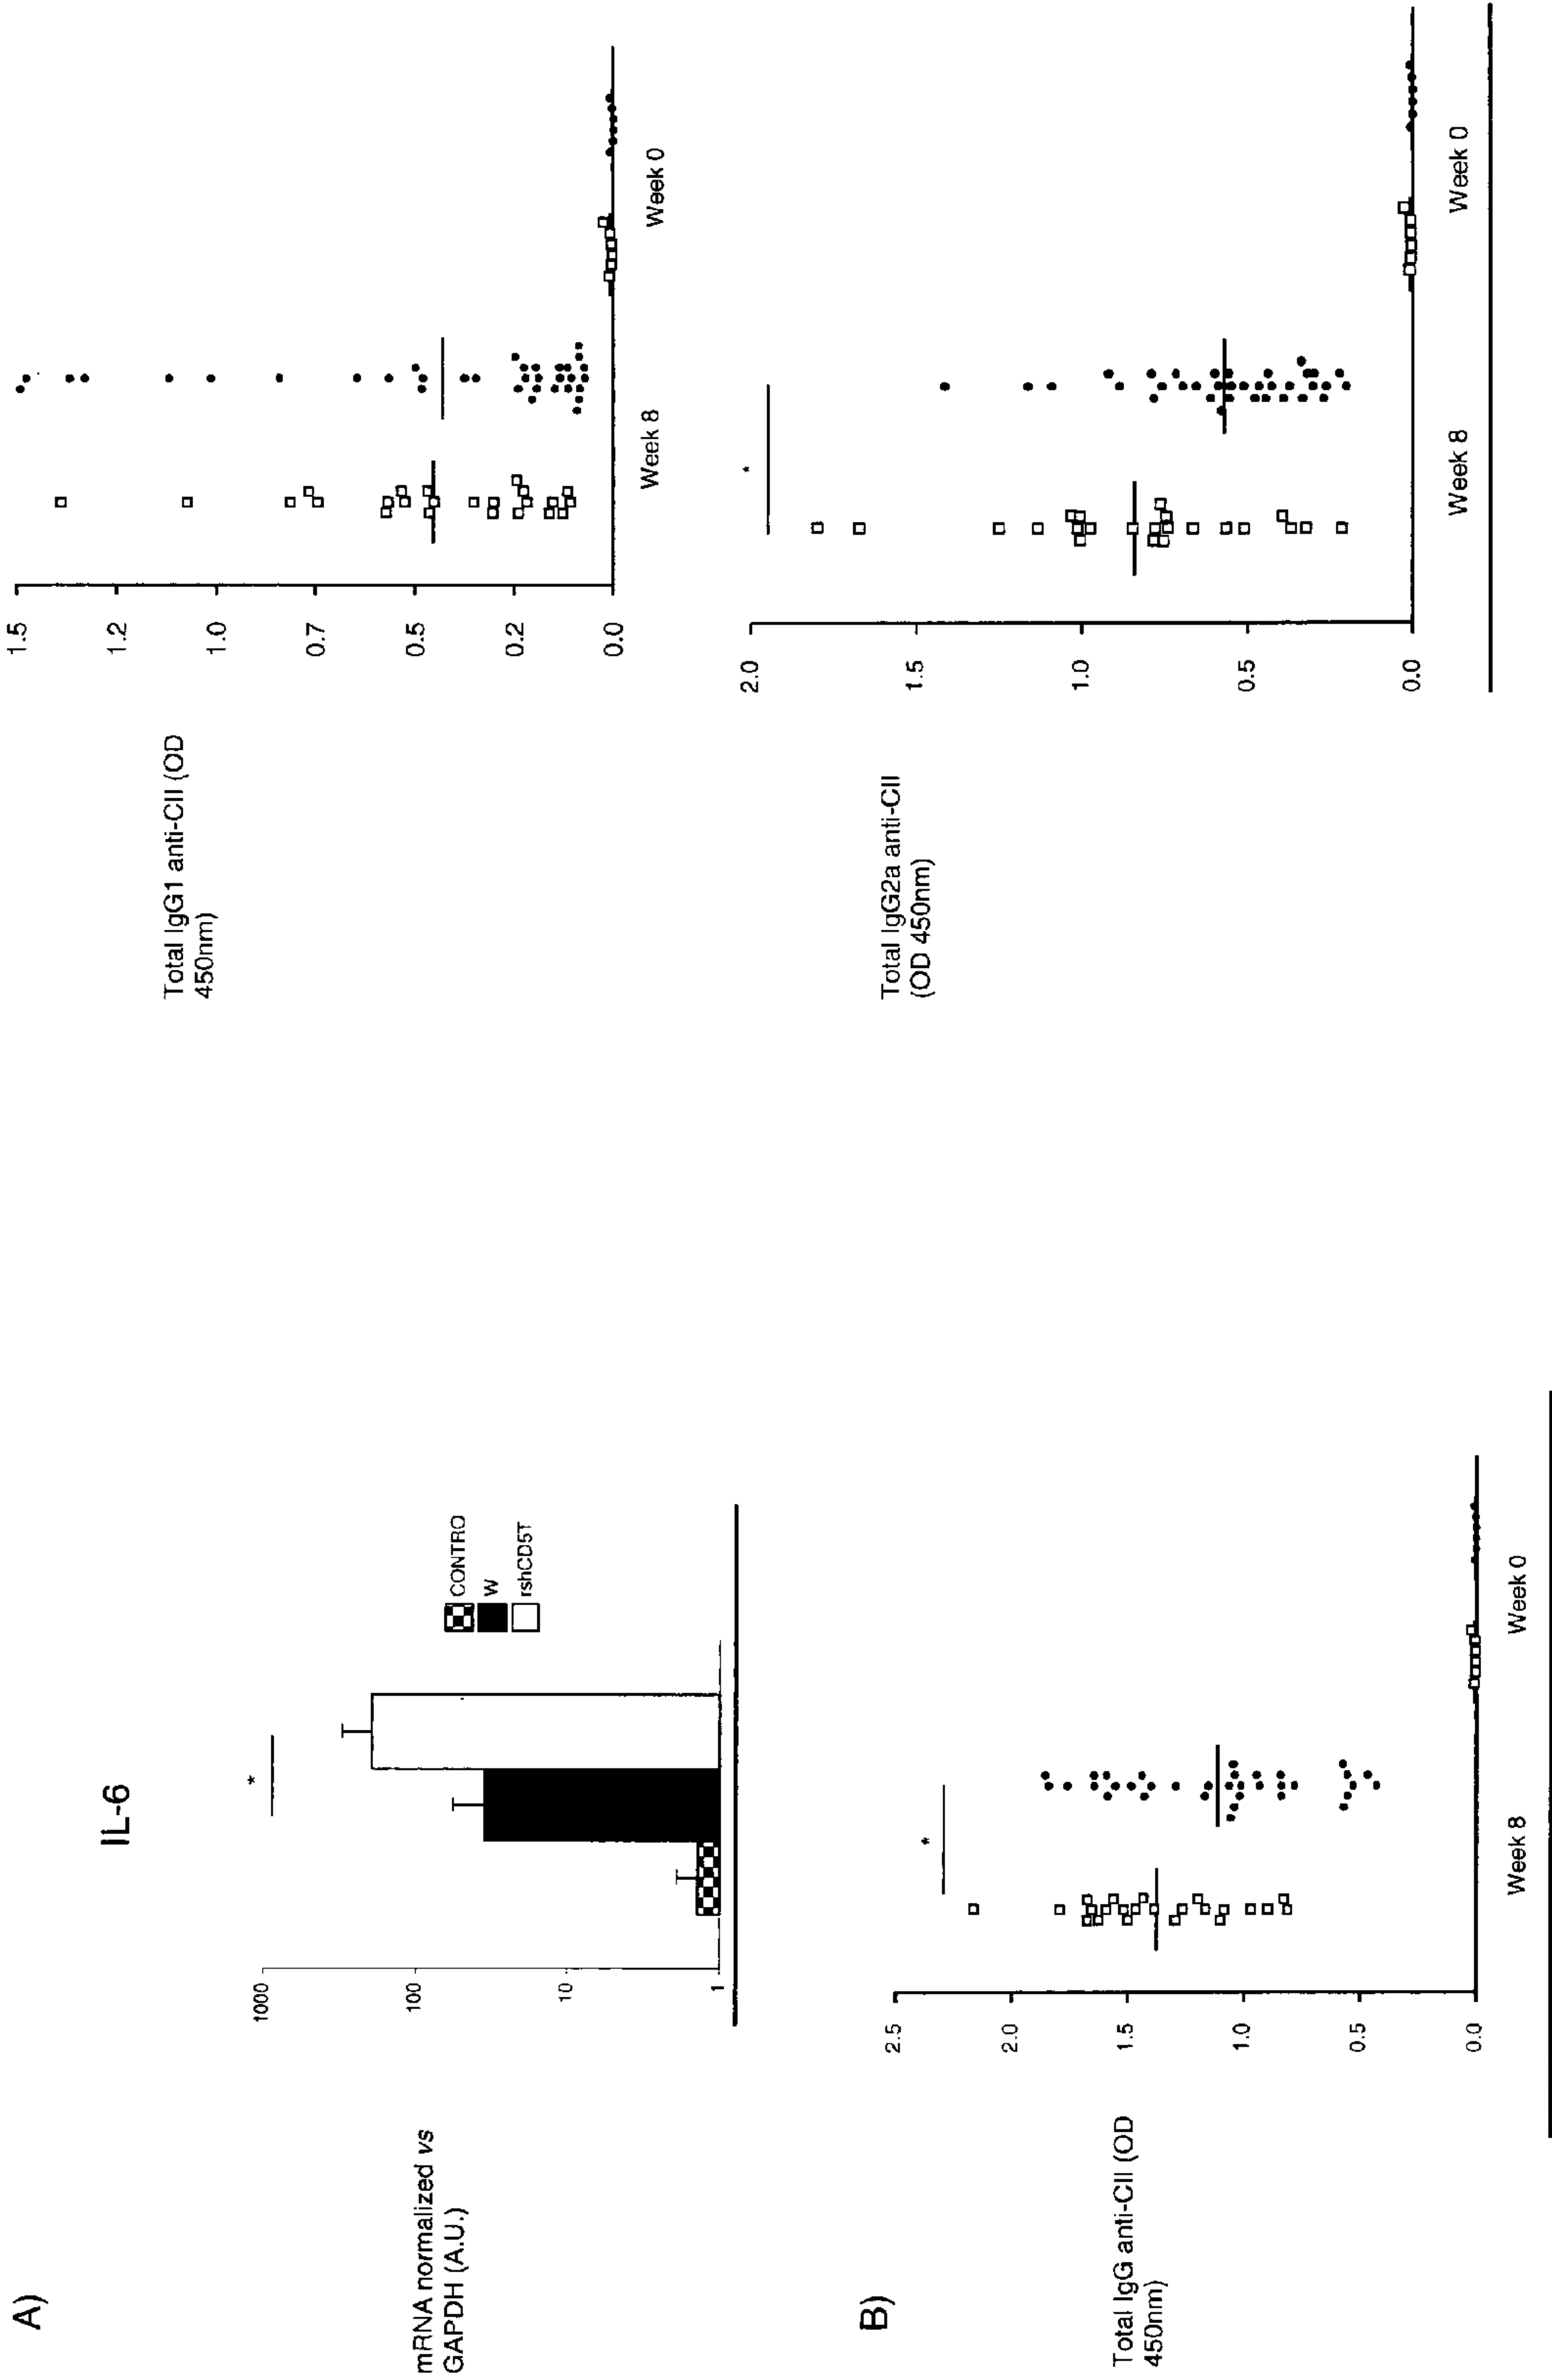 A)
IL-6
mRNA normalized vs
GAPDH (A.U.)
1000
100
10
1
*
CONTRO
W
rshCD5T
B)
Total IgG anti-CII (OD
450nm)
2.5
2.0
1.5
1.0
0.5
0.0
*
Week 8
Week 0
Total IgG1 anti-CII (OD
450nm)
1.5
1.2
1.0
0.7
0.5
0.2
0.0
Week 8
Week 0
Total IgG2a anti-CII
(OD 450nm)
2.0
1.5
1.0
0.5
0.0
*
Week 8
Week 0